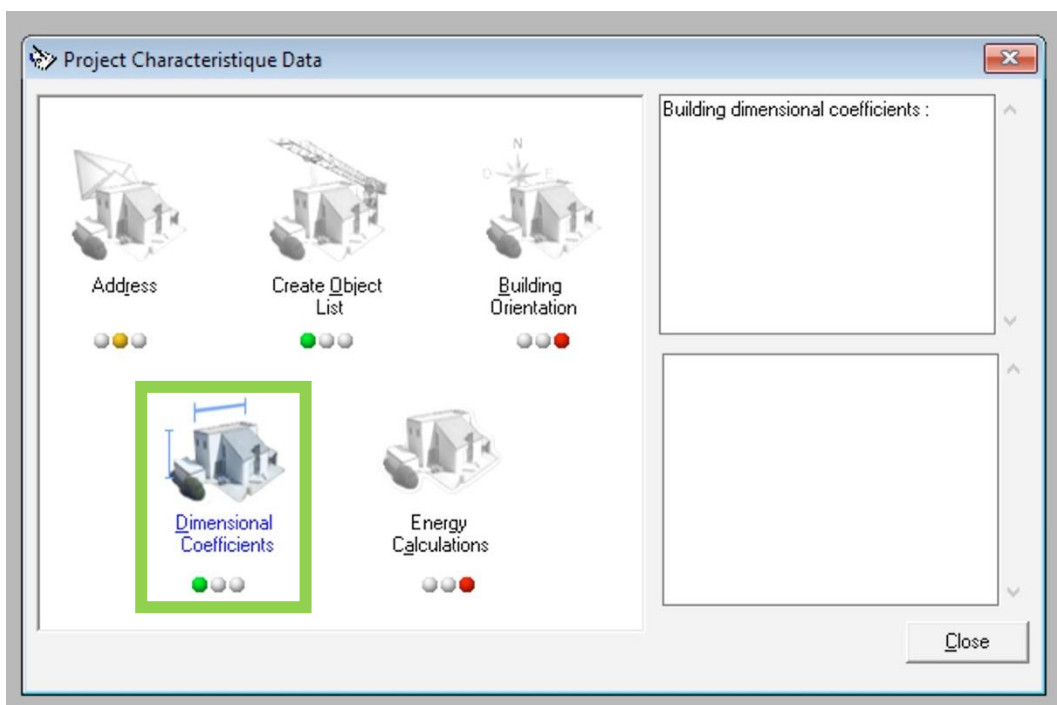 Project Characteristique Data
Building dimensional coefficients :
N
O E
Address
Create Object
List
Building
Orientation
Dimensional
Coefficients
Energy
Calculations
Close